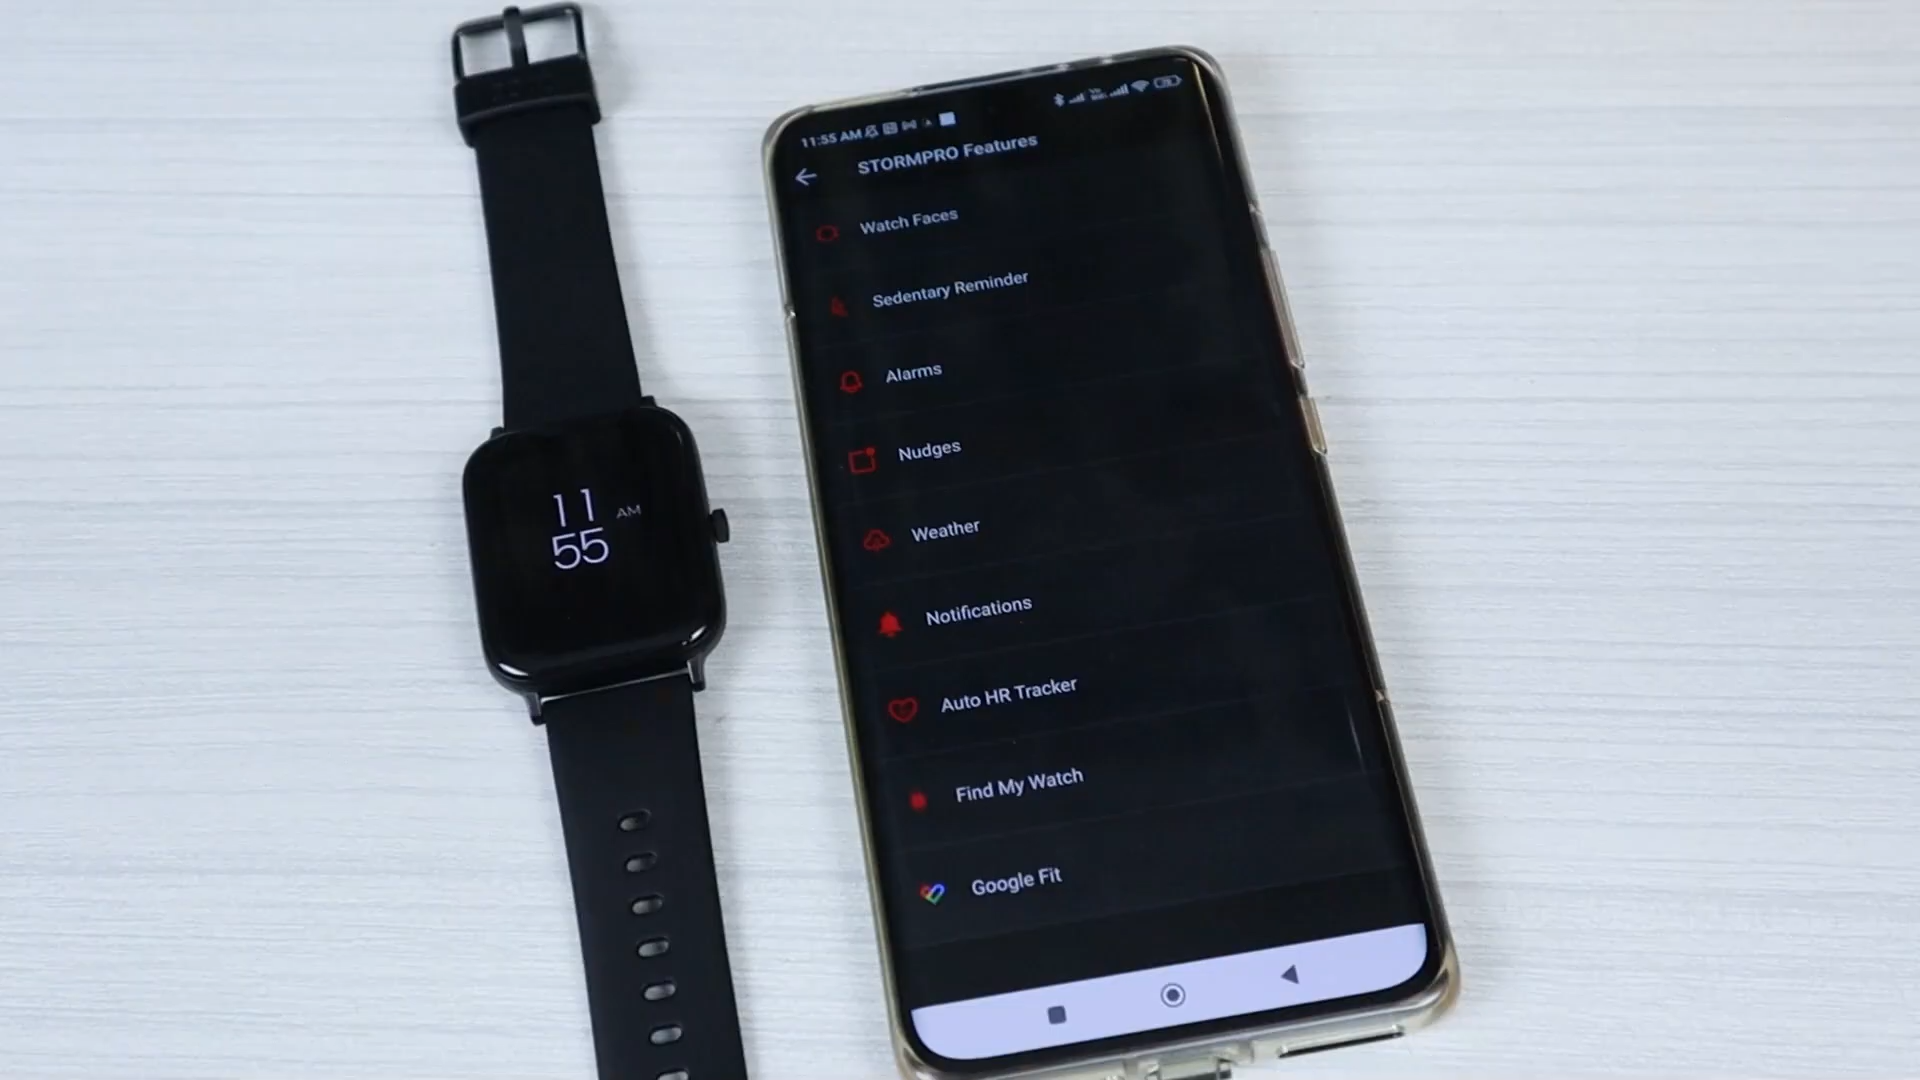 11
AM
55
11:55 AM
STORMPRO Features
Watch Faces
Sedentary Reminder
Alarms
Nudges
Weather
Notifications
Auto HR Tracker
Find My Watch
Google Fit